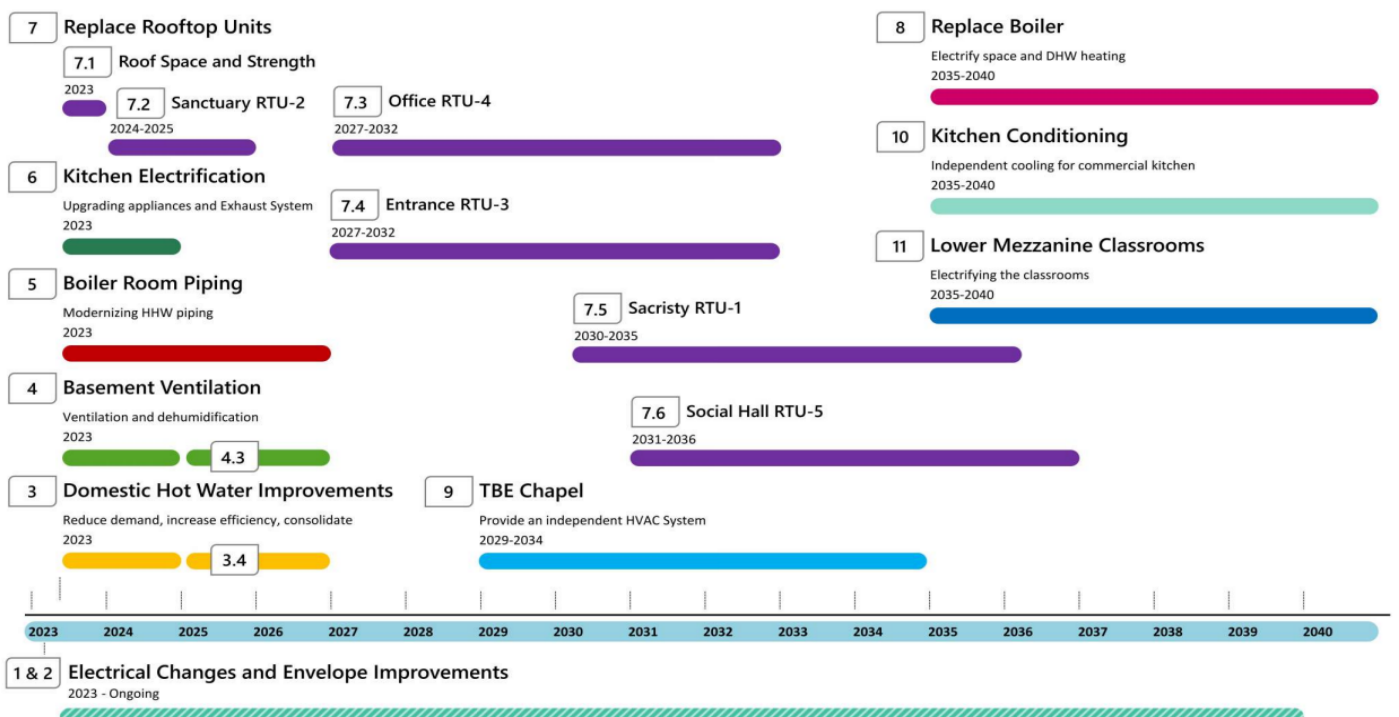 7 Replace Rooftop Units
7.1 Roof Space and Strength
2023
7.2 Sanctuary RTU-2
2024-2025
7.3 Office RTU-4
2027-2032
8 Replace Boiler
Electrify space and DHW heating
2035-2040
6 Kitchen Electrification
Upgrading appliances and Exhaust System
2023
7.4 Entrance RTU-3
2027-2032
10 Kitchen Conditioning
Independent cooling for commercial kitchen
2035-2040
5 Boiler Room Piping
Modernizing HHW piping
2023
7.5 Sacristy RTU-1
2030-2035
11 Lower Mezzanine Classrooms
Electrifying the classrooms
2035-2040
4 Basement Ventilation
Ventilation and dehumidification
2023
4.3
7.6 Social Hall RTU-5
2031-2036
3 Domestic Hot Water Improvements
Reduce demand, increase efficiency, consolidate
2023
3.4
9 TBE Chapel
Provide an independent HVAC System
2029-2034
2023 2024 2025 2026 2027 2028 2029 2030 2031 2032 2033 2034 2035 2036 2037 2038 2039 2040
1 & 2 Electrical Changes and Envelope Improvements
2023 - Ongoing